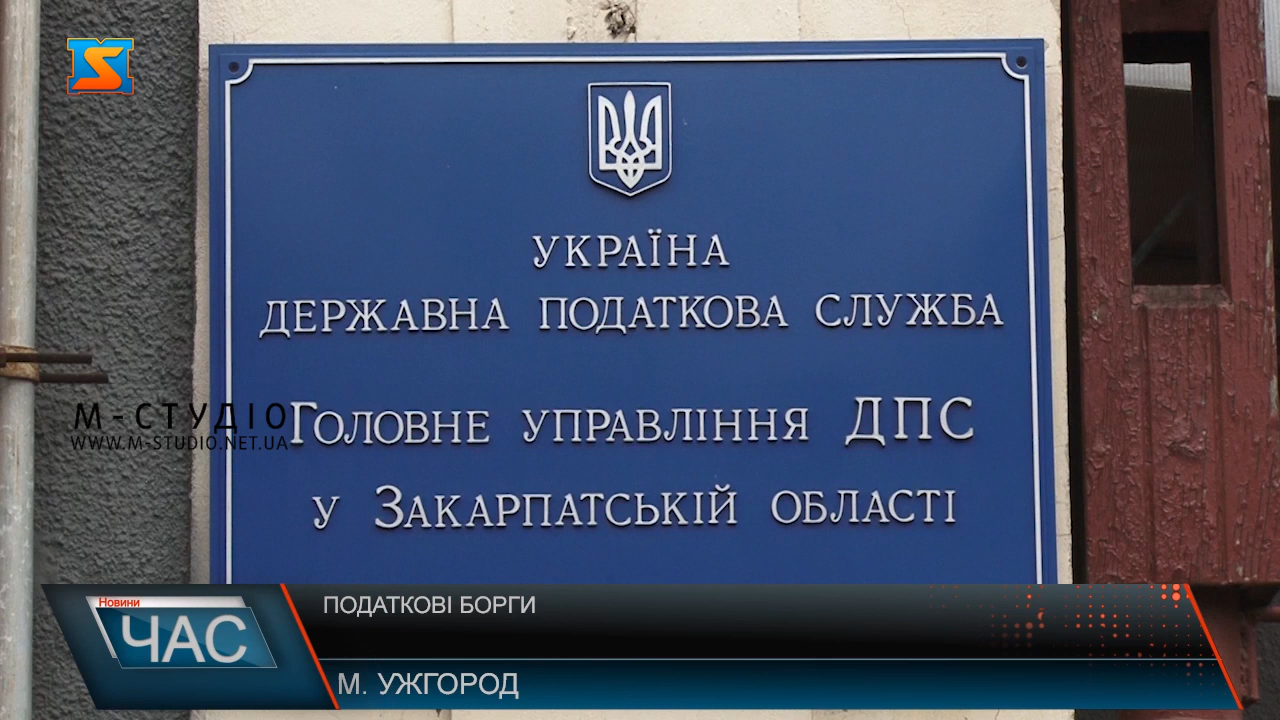 УКРАЇНА
ДЕРЖАВНА ПОДАТКОВА СЛУЖБА
ГОЛОВНЕ УПРАВЛІННЯ ДПС
У ЗАКАРПАТСЬКІЙ ОБЛАСТІ
М-СТУДІО
WWW.M-STUDIO.NET.UA
Новини
ЧАС
ПОДАТКОВІ БОРГИ
М. УЖГОРОД